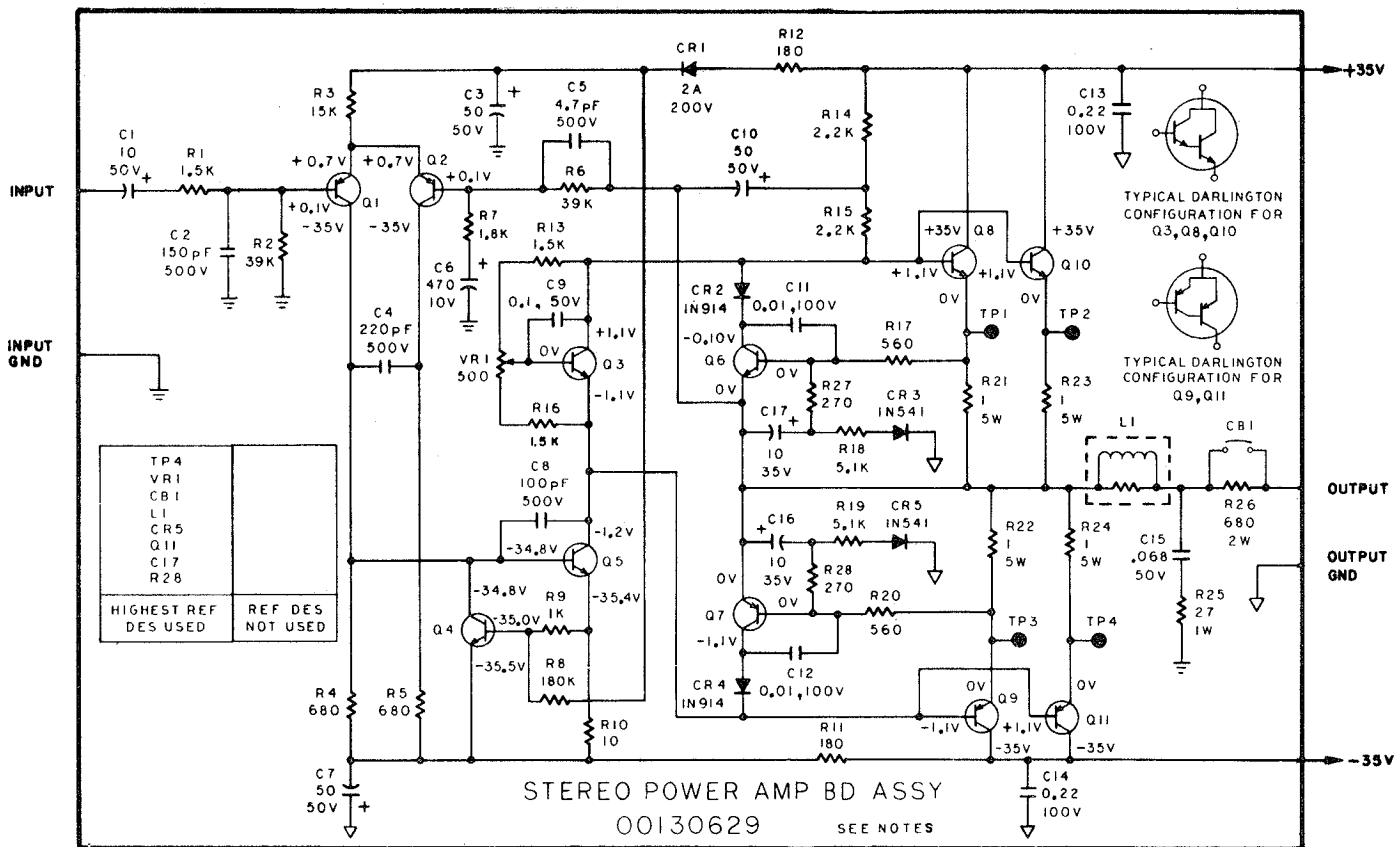 R12
180
CR1
2A
200V
+35V
R3
15K
C3
50
50V
+
C5
4.7pF
500V
R14
2.2K
C13
0.22
100V
C1
10
50V
+
R1
1.5K
C10
50
50V
+
INPUT
+0.7V
+0.7V
Q2
+0.1V
R6
39K
Q1
+0.1V
-35V
-35V
R7
1.8K
R15
2.2K
TYPICAL DARLINGTON
CONFIGURATION FOR
Q3,Q8,Q10
C2
150pF
500V
R2
39K
R13
1.5K
+35V
Q8
+35V
Q10
+1.1V
+1.1V
C6
470
10V
+
C9
0.1, 50V
CR2
1N914
C11
0.01,100V
0V
0V
TP1
TP2
C4
220pF
500V
INPUT
GND
VR1
500
0V
+1.1V
Q3
-1.1V
-0.10V
Q6
0V
0V
R17
560
TYPICAL DARLINGTON
CONFIGURATION FOR
Q9,Q11
R27
270
CR3
1N541
R21
1
5W
R23
1
5W
R16
1.5K
C17
+
10
35V
R18
5.1K
L1
CB1
TP4
VR1
CB1
L1
CR5
Q11
C17
R28
HIGHEST REF
DES USED
REF DES
NOT USED
C8
100pF
500V
OUTPUT
R26
680
2W
-1.2V
-34.8V
Q5
-35.4V
+
C16
10
35V
R19
5.1K
CR5
1N541
R22
1
5W
R24
1
5W
C15
.068
50V
OUTPUT
GND
R28
270
0V
0V
Q7
-1.1V
R20
560
R25
27
1W
-34.8V
Q4
-35.0V
-35.5V
R9
1K
R8
180K
TP3
TP4
C12
0.01,100V
CR4
1N914
R4
680
R5
680
R10
10
0V
Q9
0V
Q11
-1.1V
+1.1V
-35V
-35V
R11
180
-35V
C7
50
50V
+
C14
0.22
100V
STEREO POWER AMP BD ASSY
00130629
SEE NOTES